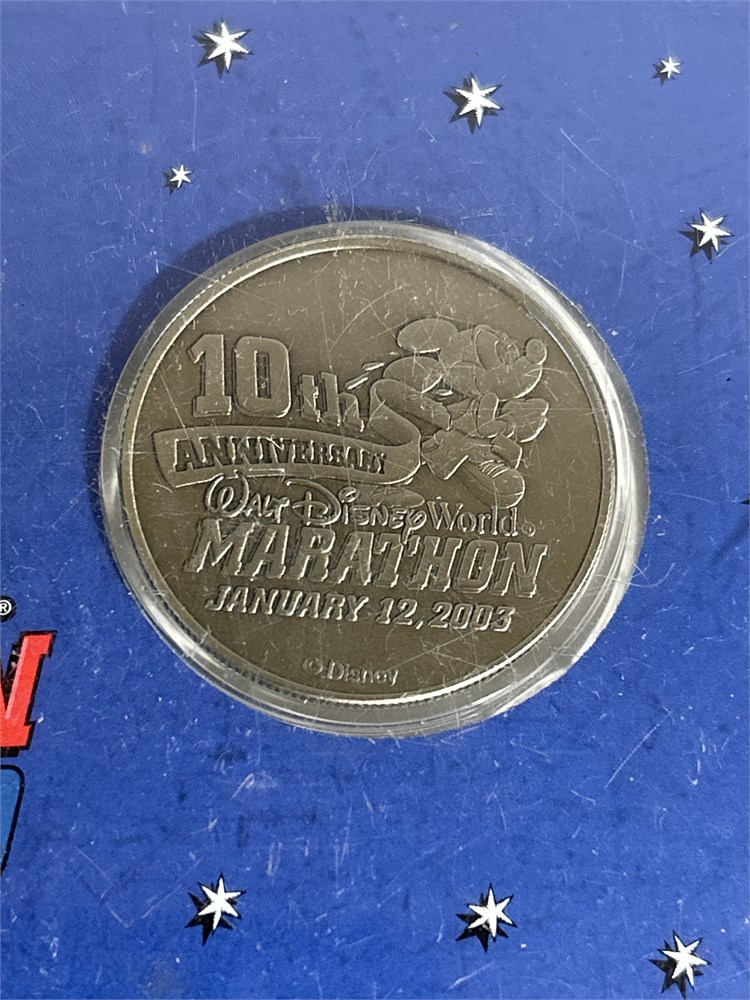 10th
ANNIVERSARY
WALT DISNEY World®
MARATHON
JANUARY 12, 2003
© Disney
®
N